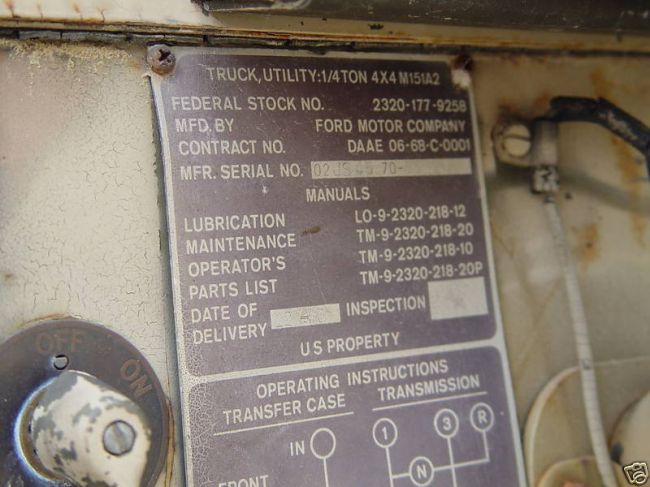 TRUCK, UTILITY: 1/4 TON 4X4 M151A2
FEDERAL STOCK NO. 2320-177-9258
MFD. BY FORD MOTOR COMPANY
CONTRACT NO. DAAE 06-68-C-0001
MFR. SERIAL NO.
MANUALS
LUBRICATION LO-9-2320-218-12
MAINTENANCE TM-9-2320-218-20
OPERATOR'S TM-9-2320-218-10
PARTS LIST TM-9-2320-218-20P
DATE OF
DELIVERY INSPECTION
U S PROPERTY
OPERATING INSTRUCTIONS
TRANSFER CASE TRANSMISSION
IN 1 3 R
N
FRONT
OFF
ON